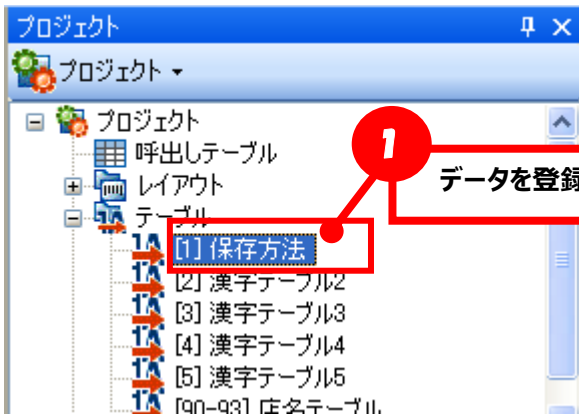 プロジェクト
プロジェクト
プロジェクト
呼出しテーブル
1
データを登録
レイアウト
テーブル
[1] 保存方法
[2] 漢字テーブル2
[3] 漢字テーブル3
[4] 漢字テーブル4
[5] 漢字テーブル5
[90-93] 店名テーブル